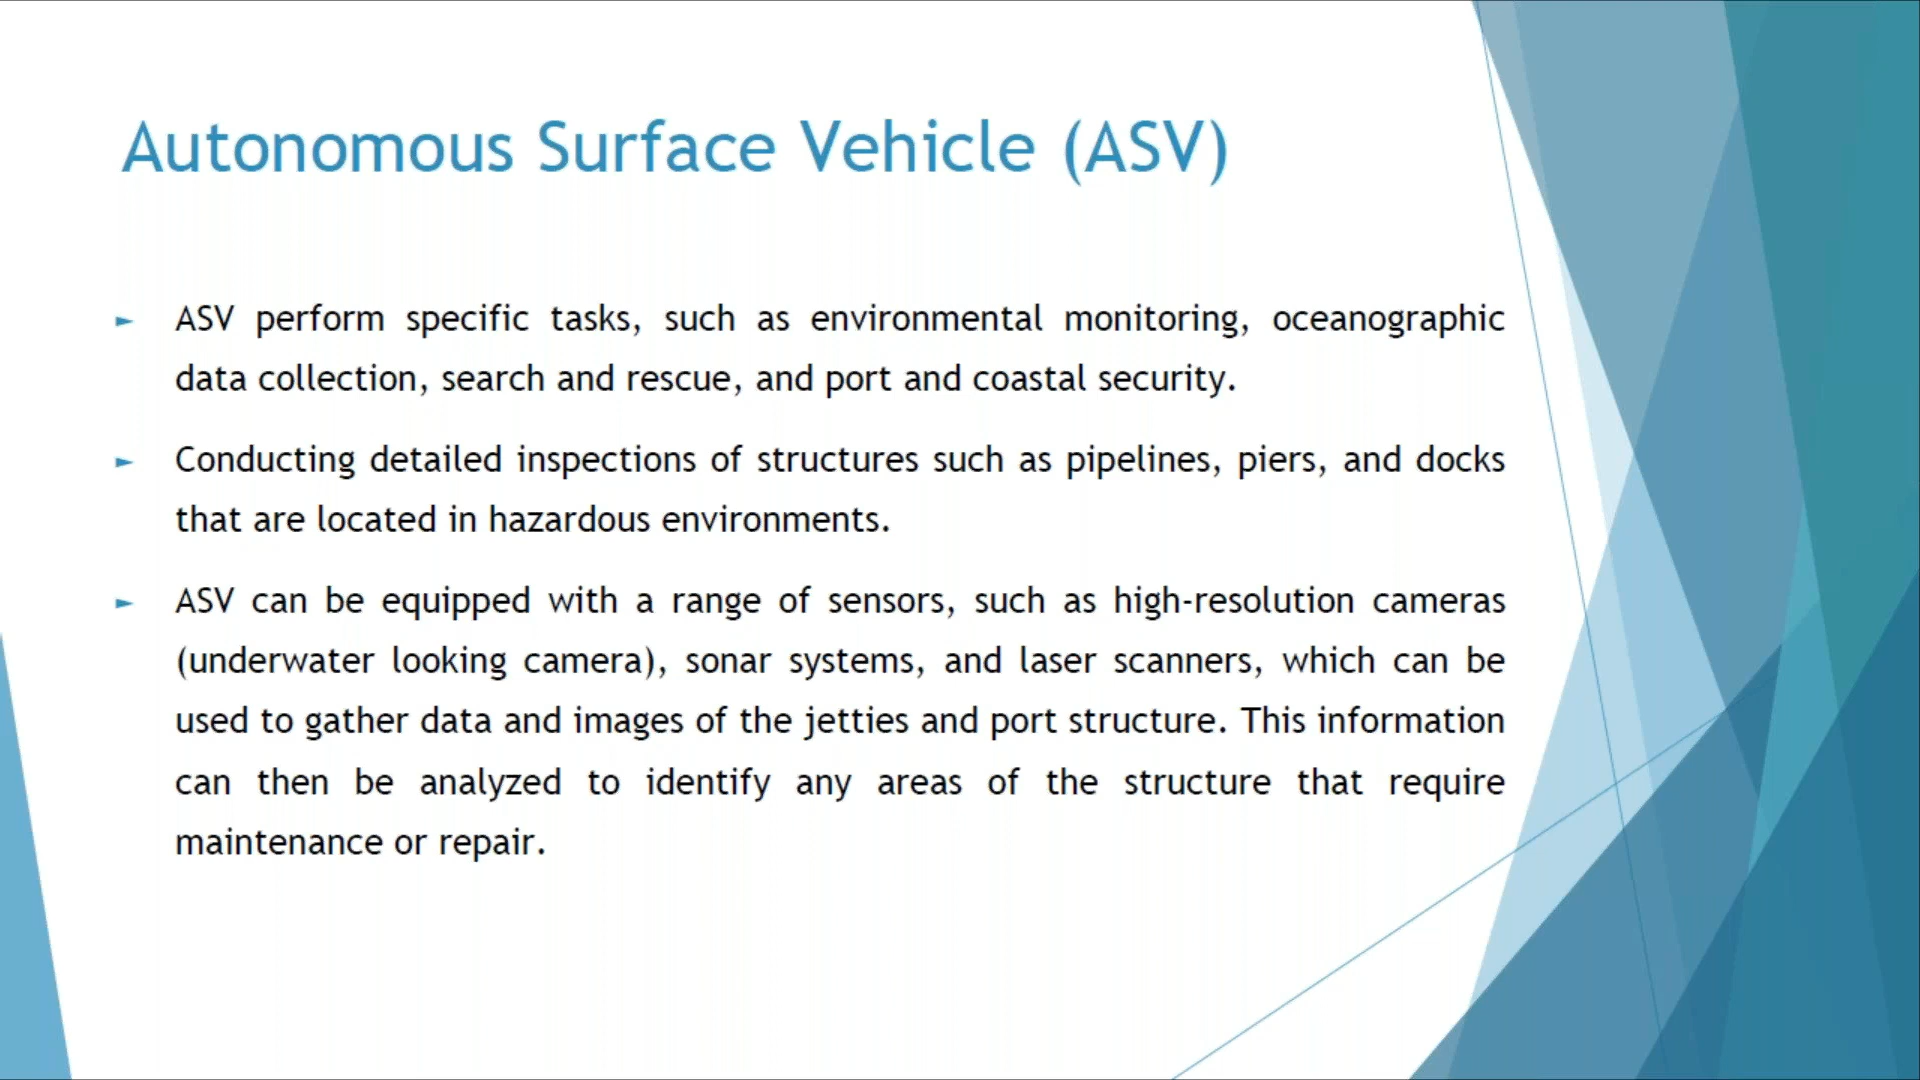 Autonomous Surface Vehicle (ASV)
► ASV perform specific tasks, such as environmental monitoring, oceanographic
data collection, search and rescue, and port and coastal security.
► Conducting detailed inspections of structures such as pipelines, piers, and docks
that are located in hazardous environments.
► ASV can be equipped with a range of sensors, such as high-resolution cameras
(underwater looking camera), sonar systems, and laser scanners, which can be
used to gather data and images of the jetties and port structure. This information
can then be analyzed to identify any areas of the structure that require
maintenance or repair.